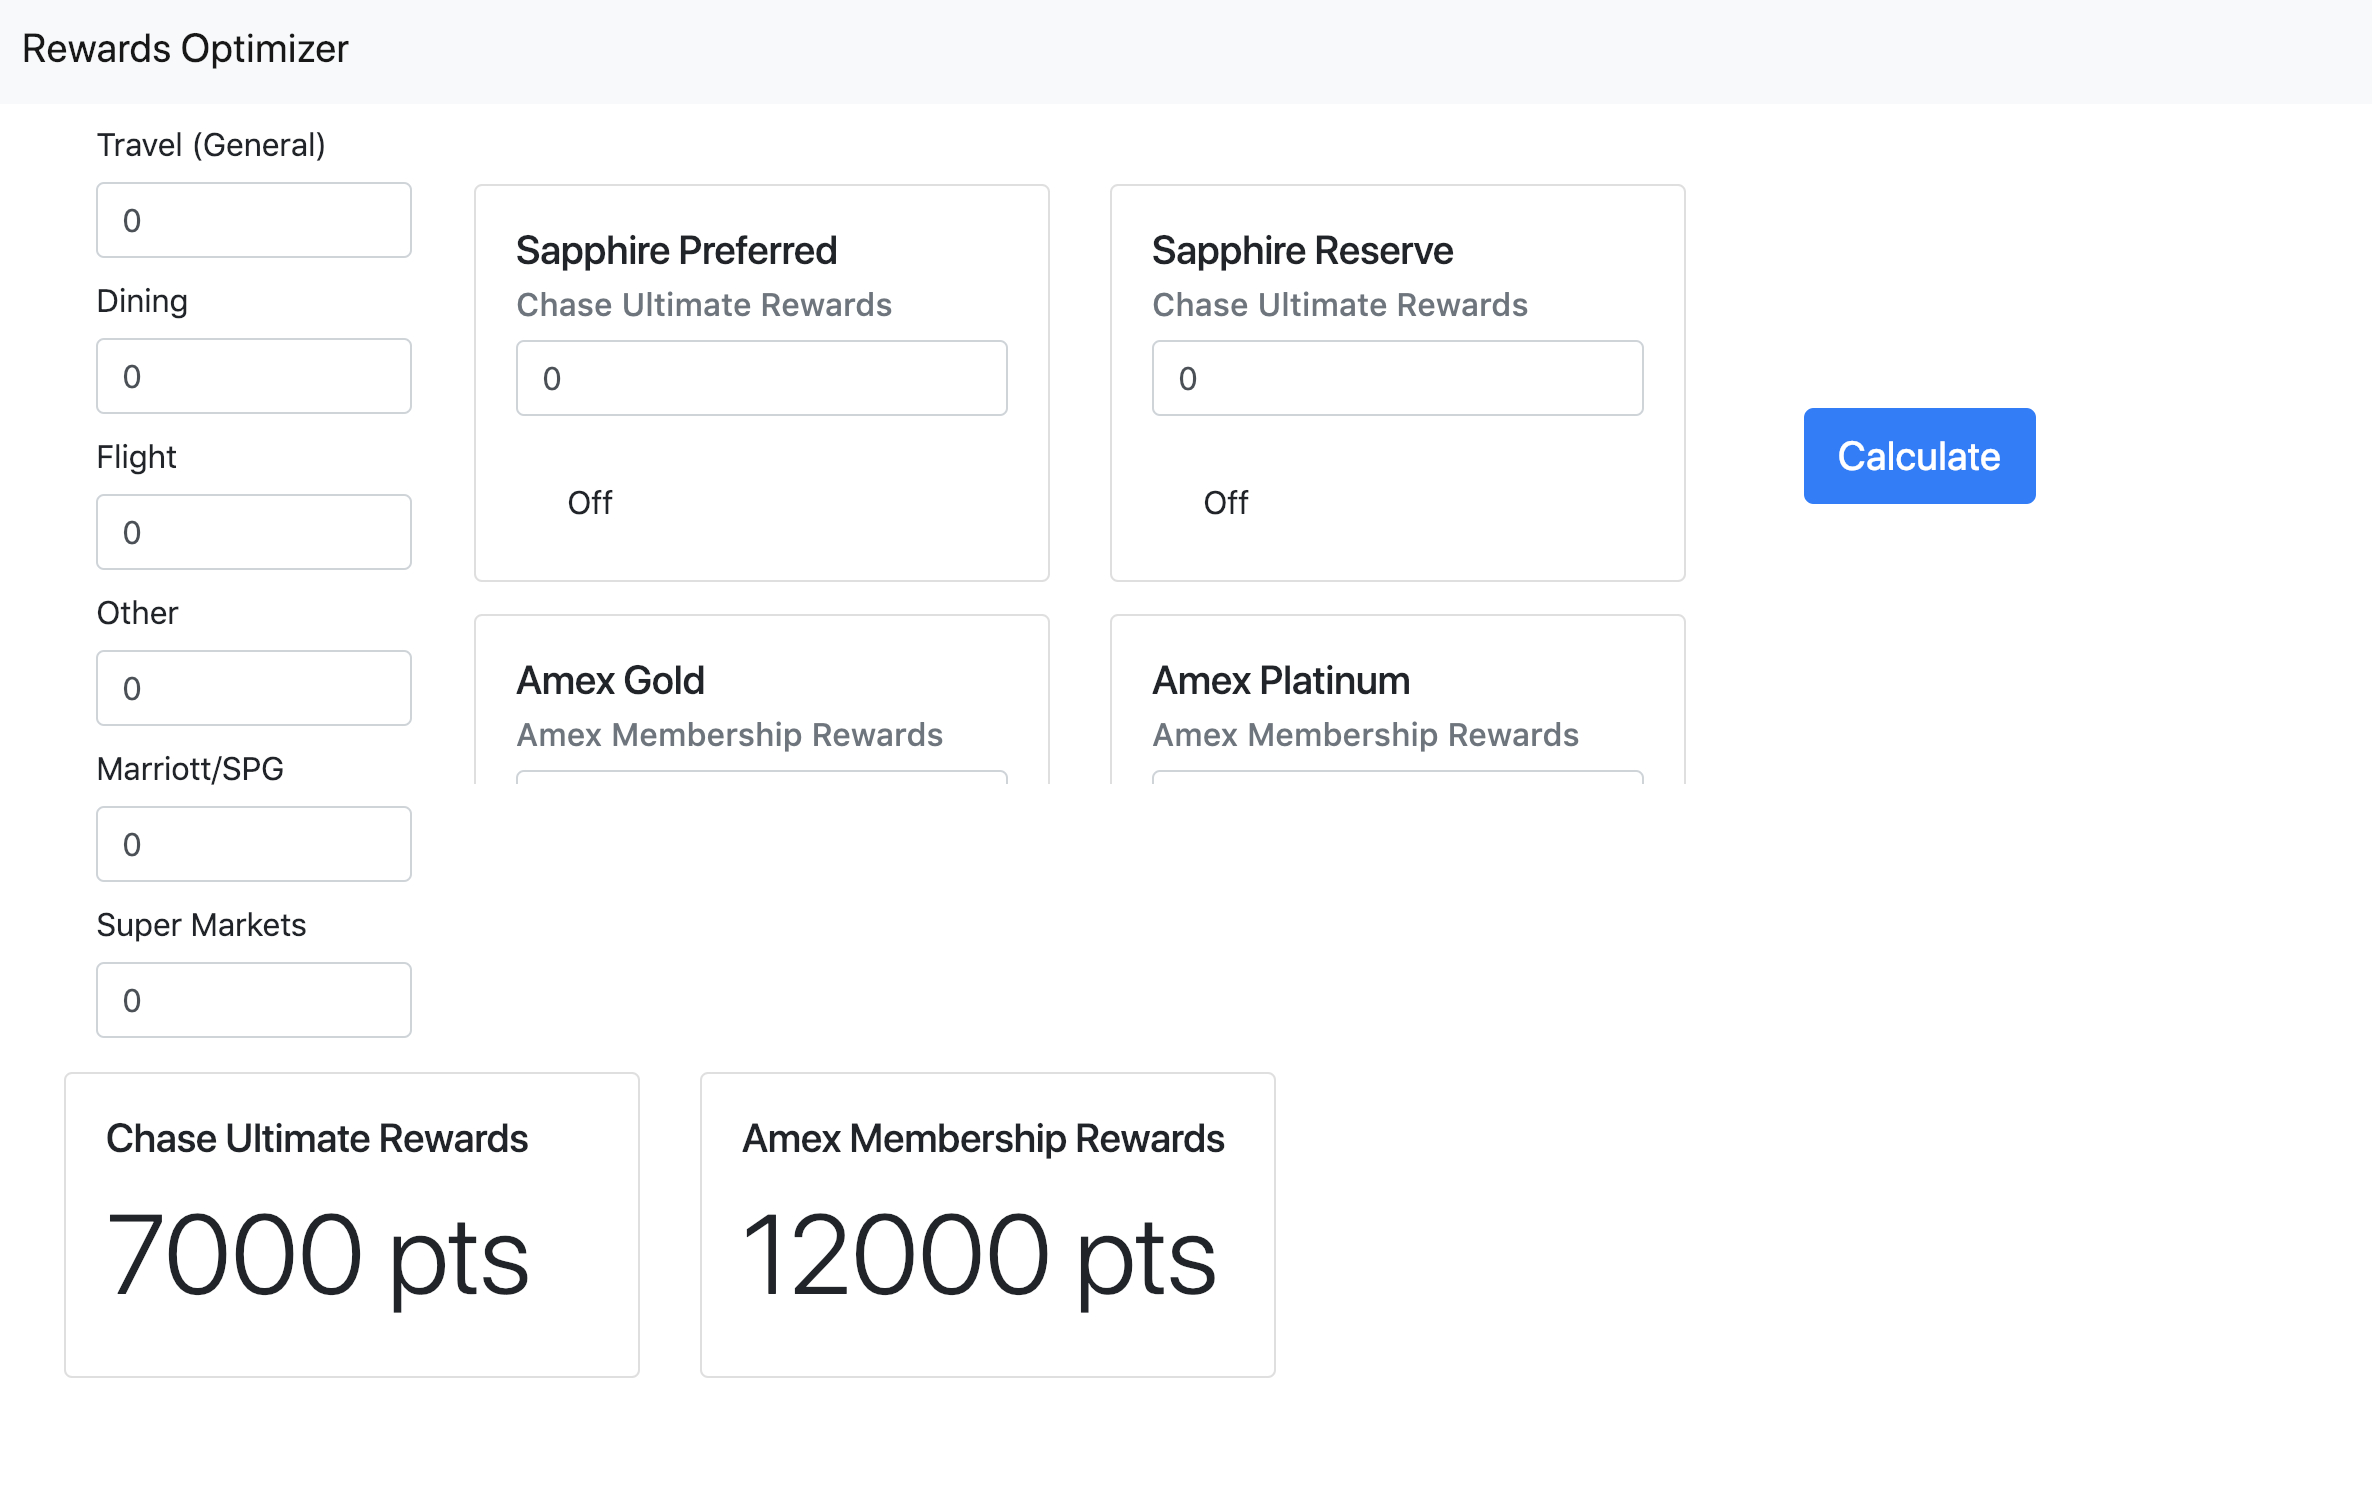 Rewards Optimizer
Travel (General)
0
Dining
0
Flight
0
Other
0
Marriott/SPG
0
Super Markets
0
Sapphire Preferred
Chase Ultimate Rewards
0
Off
Sapphire Reserve
Chase Ultimate Rewards
0
Off
Amex Gold
Amex Membership Rewards
Amex Platinum
Amex Membership Rewards
Calculate
Chase Ultimate Rewards
7000 pts
Amex Membership Rewards
12000 pts